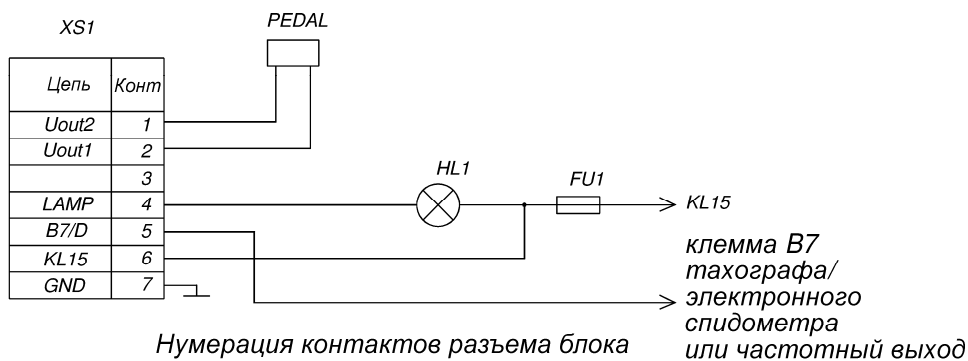 XS1
PEDAL
Цепь Конт
Uout2 1
Uout1 2
3
LAMP 4
B7/D 5
KL15 6
GND 7
HL1
FU1
KL15
клемма B7
тахографа/
электронного
спидометра
или частотный выход
Нумерация контактов разъема блока